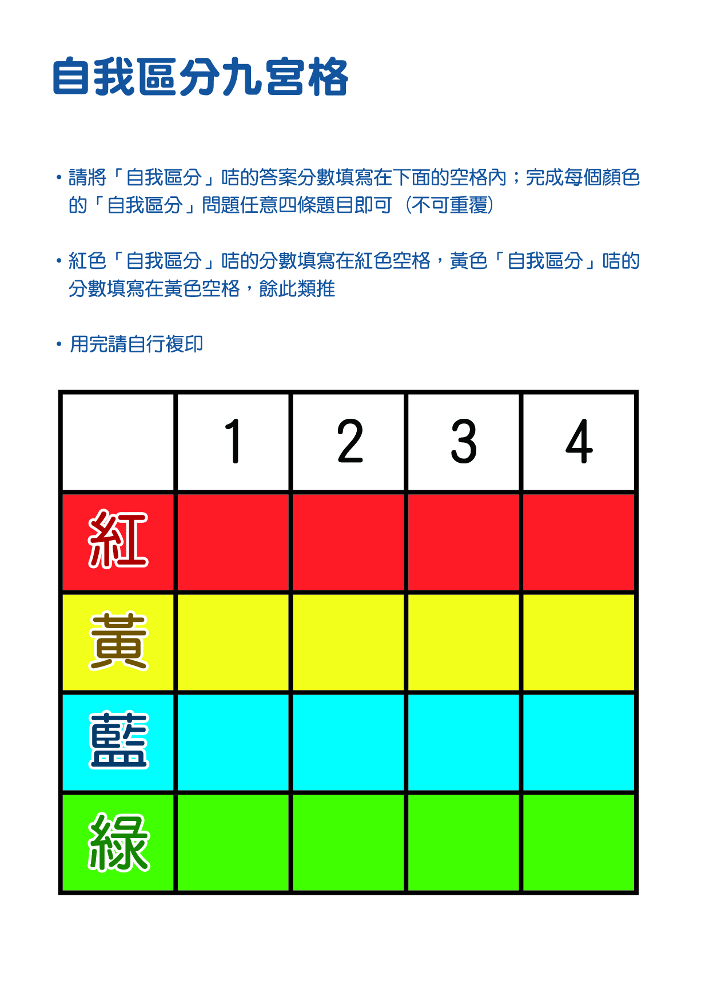 自我區分九宮格
•請將「自我區分」咭的答案分數填寫在下面的空格內；完成每個顏色
的「自我區分」問題任意四條題目即可（不可重覆）
•紅色「自我區分」咭的分數填寫在紅色空格，黃色「自我區分」咭的
分數填寫在黃色空格，餘此類推
•用完請自行複印
1 2 3 4
紅
黃
藍
綠